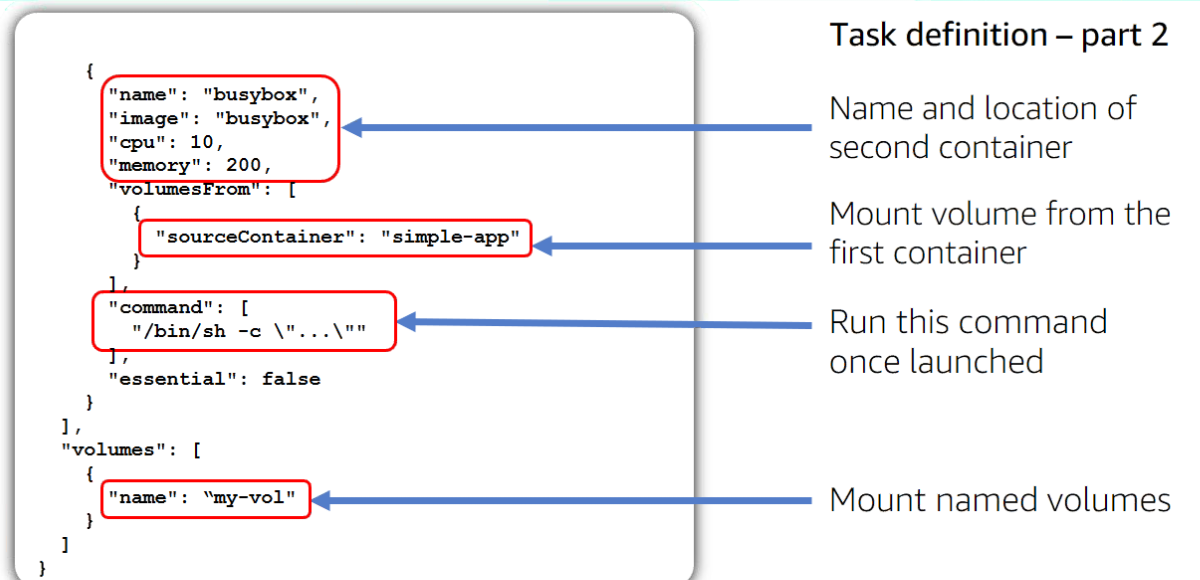 Task definition – part 2
{
"name": "busybox",
"image": "busybox",
"cpu": 10,
"memory": 200,
"volumesFrom": [
{
"sourceContainer": "simple-app"
}
],
"command": [
"/bin/sh -c \"...\""
],
"essential": false
}
],
"volumes": [
{
"name": “my-vol"
}
]
}
Name and location of
second container
Mount volume from the
first container
Run this command
once launched
Mount named volumes